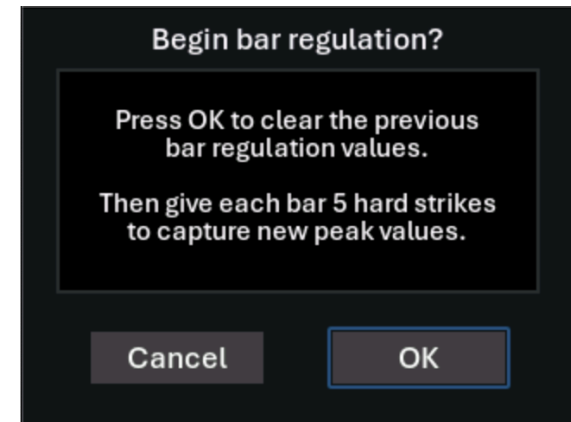 Begin bar regulation?
Press OK to clear the previous
bar regulation values.
Then give each bar 5 hard strikes
to capture new peak values.
Cancel
OK